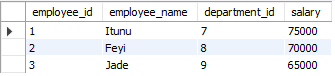 employee_id employee_name department_id salary
1 Itunu 7 75000
2 Feyi 8 70000
3 Jade 9 65000